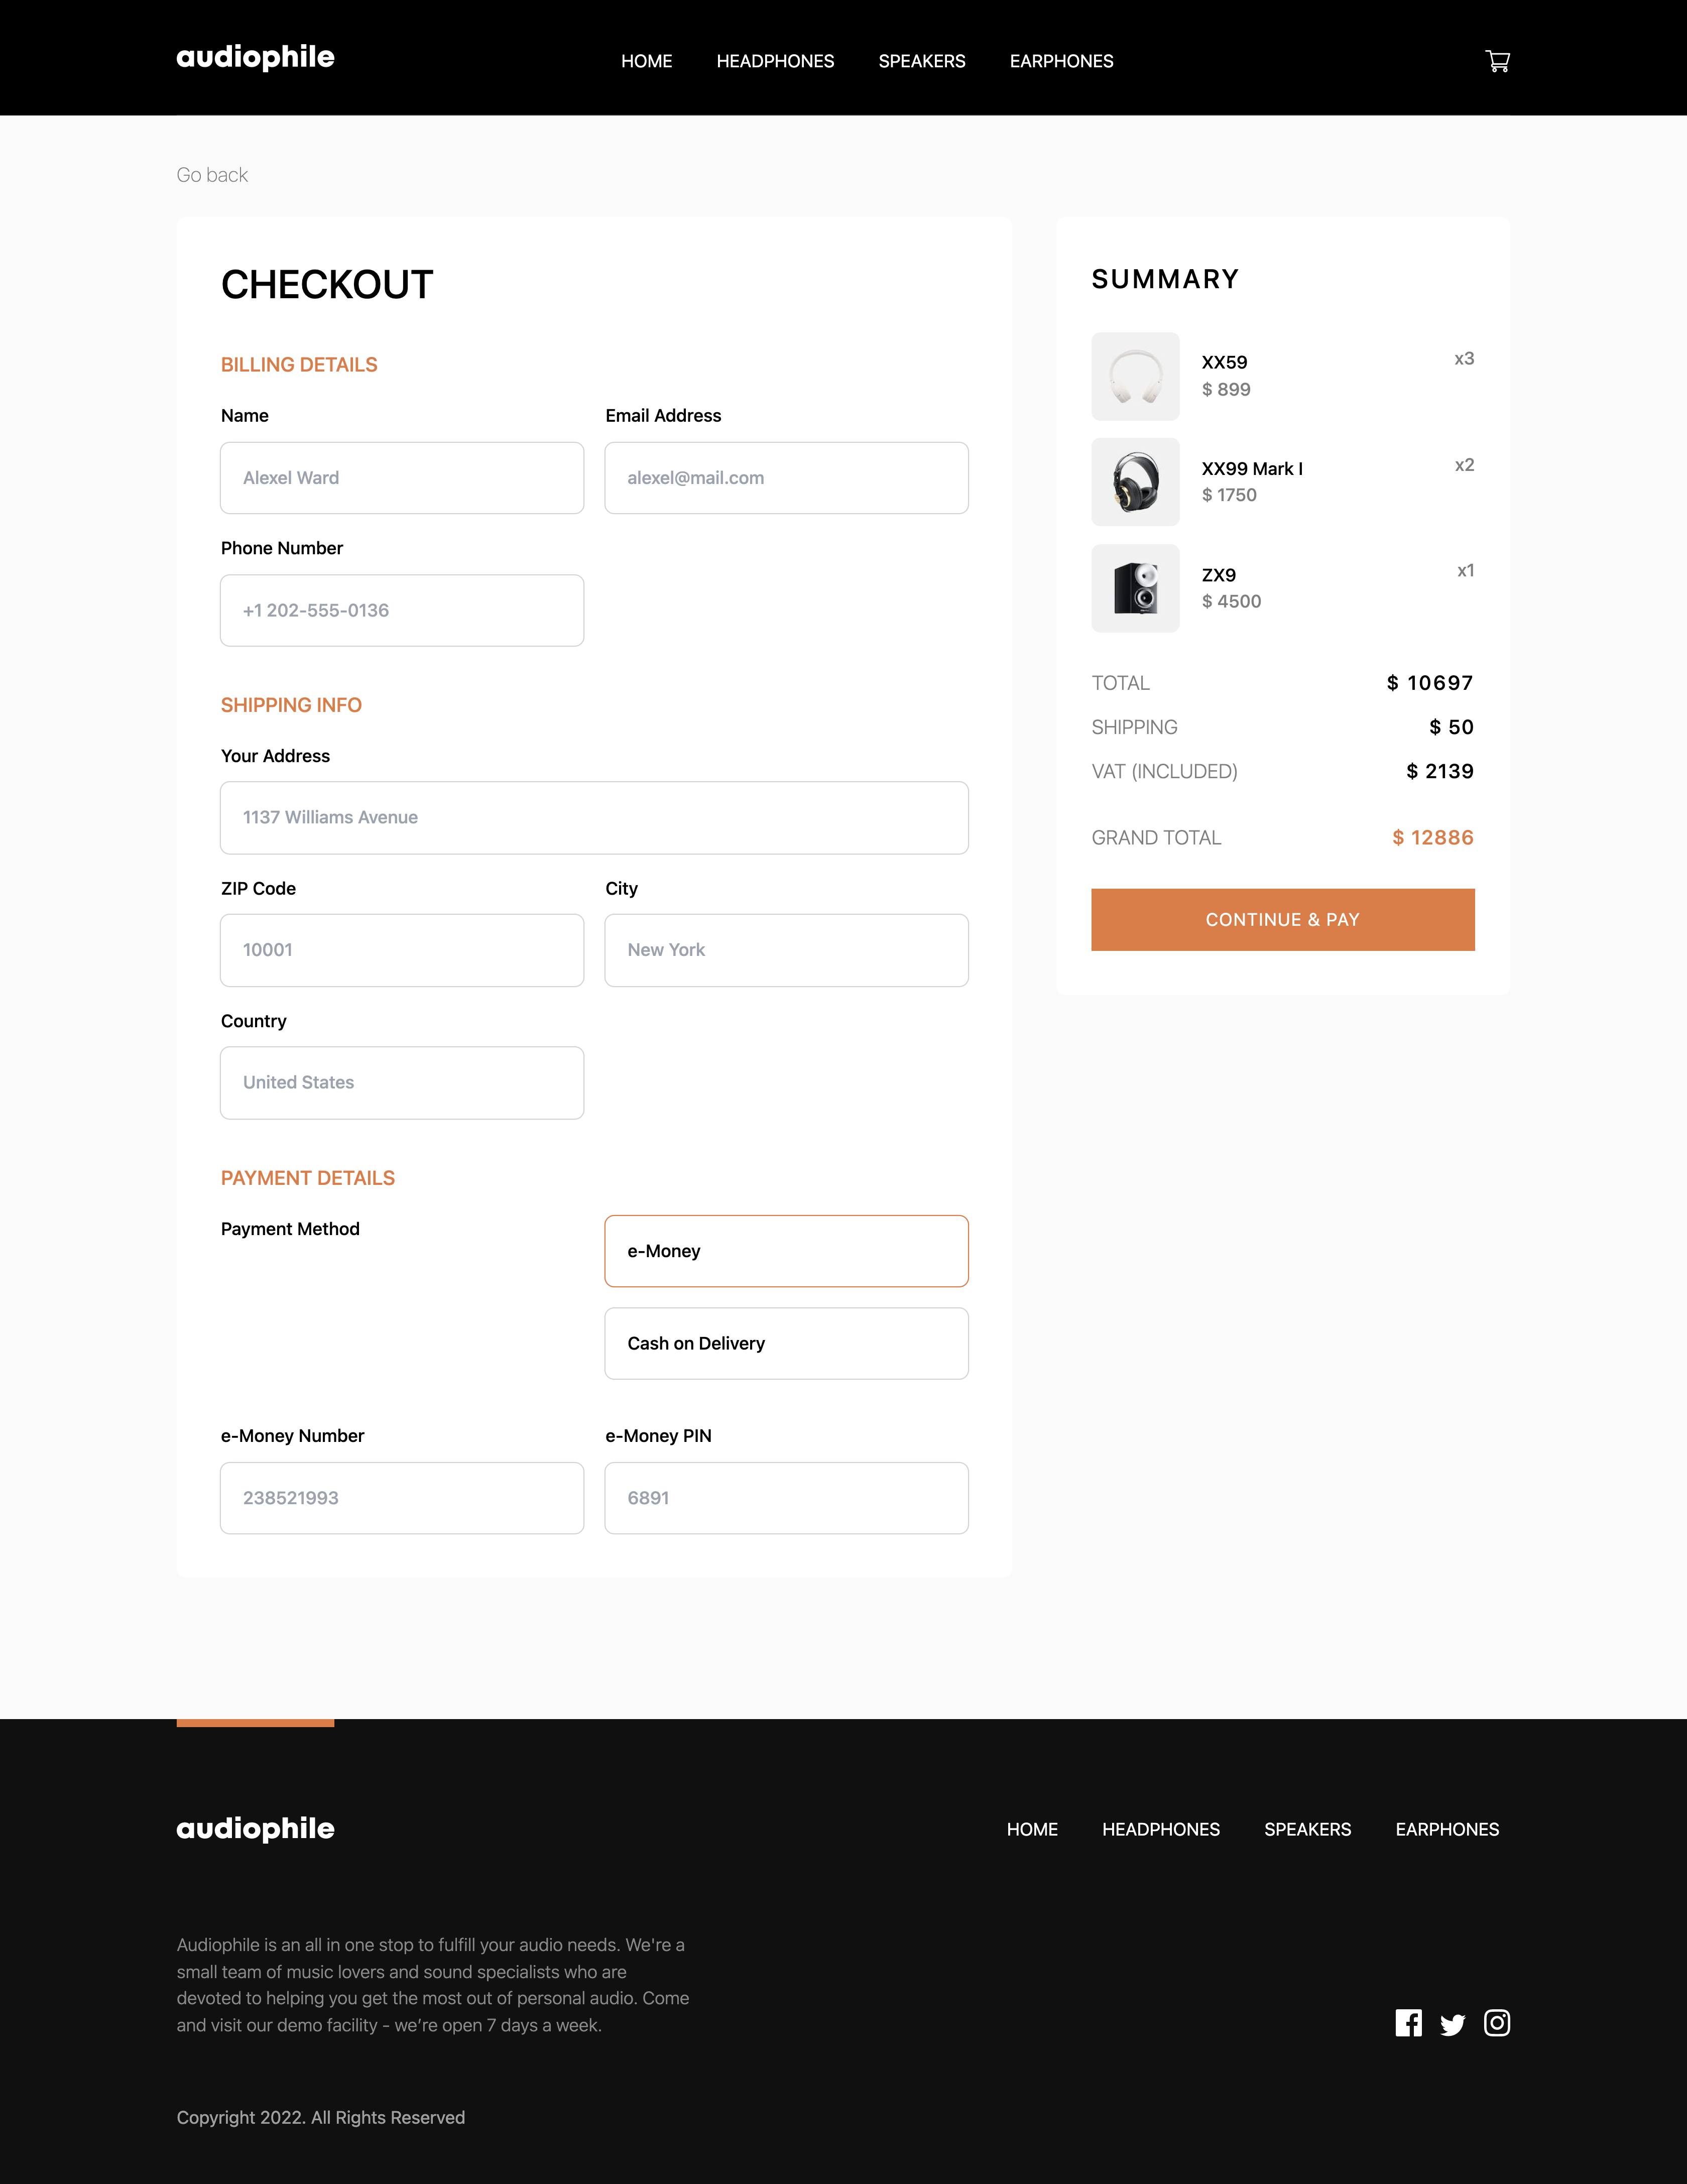 audiophile
HOME
HEADPHONES
SPEAKERS
EARPHONES
Go back
CHECKOUT
BILLING DETAILS
Name
Email Address
Alexel Ward
alexel@mail.com
Phone Number
+1 202-555-0136
SHIPPING INFO
Your Address
1137 Williams Avenue
ZIP Code
City
10001
New York
Country
United States
PAYMENT DETAILS
Payment Method
e-Money
Cash on Delivery
e-Money Number
e-Money PIN
238521993
6891
SUMMARY
XX59
x3
$ 899
XX99 Mark I
x2
$ 1750
ZX9
x1
$ 4500
TOTAL
$ 10697
SHIPPING
$ 50
VAT (INCLUDED)
$ 2139
GRAND TOTAL
$ 12886
CONTINUE & PAY
audiophile
HOME
HEADPHONES
SPEAKERS
EARPHONES
Audiophile is an all in one stop to fulfill your audio needs. We're a
small team of music lovers and sound specialists who are
devoted to helping you get the most out of personal audio. Come
and visit our demo facility - we’re open 7 days a week.
Copyright 2022. All Rights Reserved